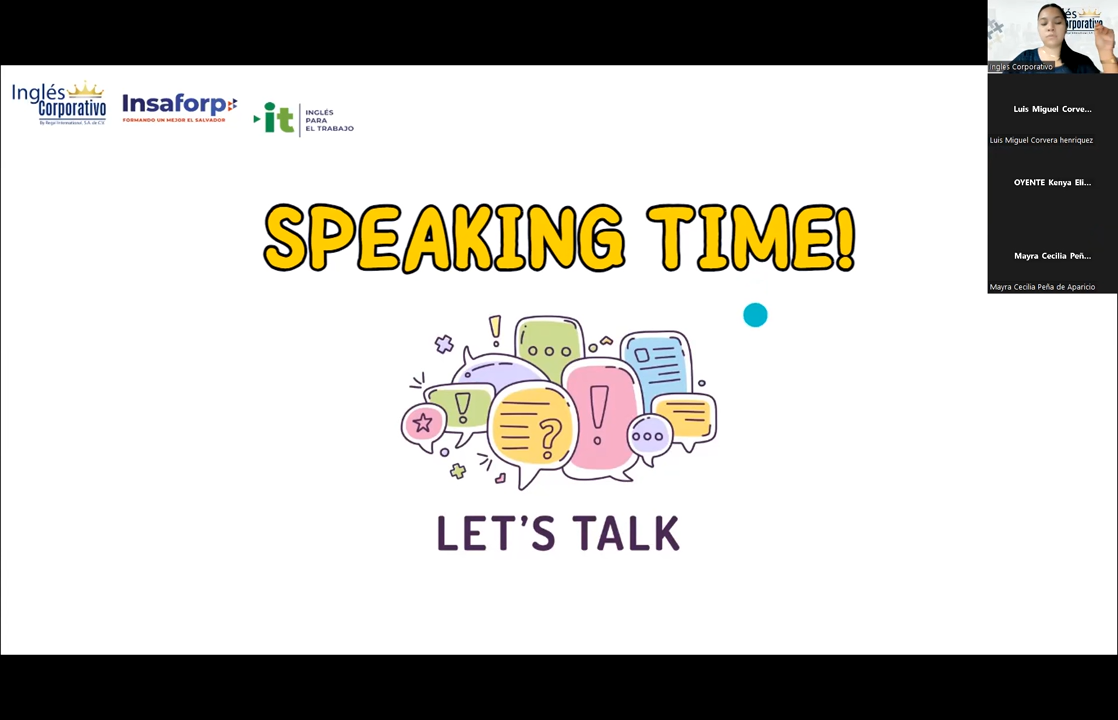 Inglés
Corporativo
Insaforp
FORMANDO UN MEJOR EL SALVADOR
it
INGLÉS
PARA
EL TRABAJO
SPEAKING TIME!
LET'S TALK
Inglés Corporativo
Luis Miguel Corve...
Luis Miguel Corvera henriquez
OYENTE Kenya Eli...
Mayra Cecilia Peñ...
Mayra Cecilia Peña de Aparicio